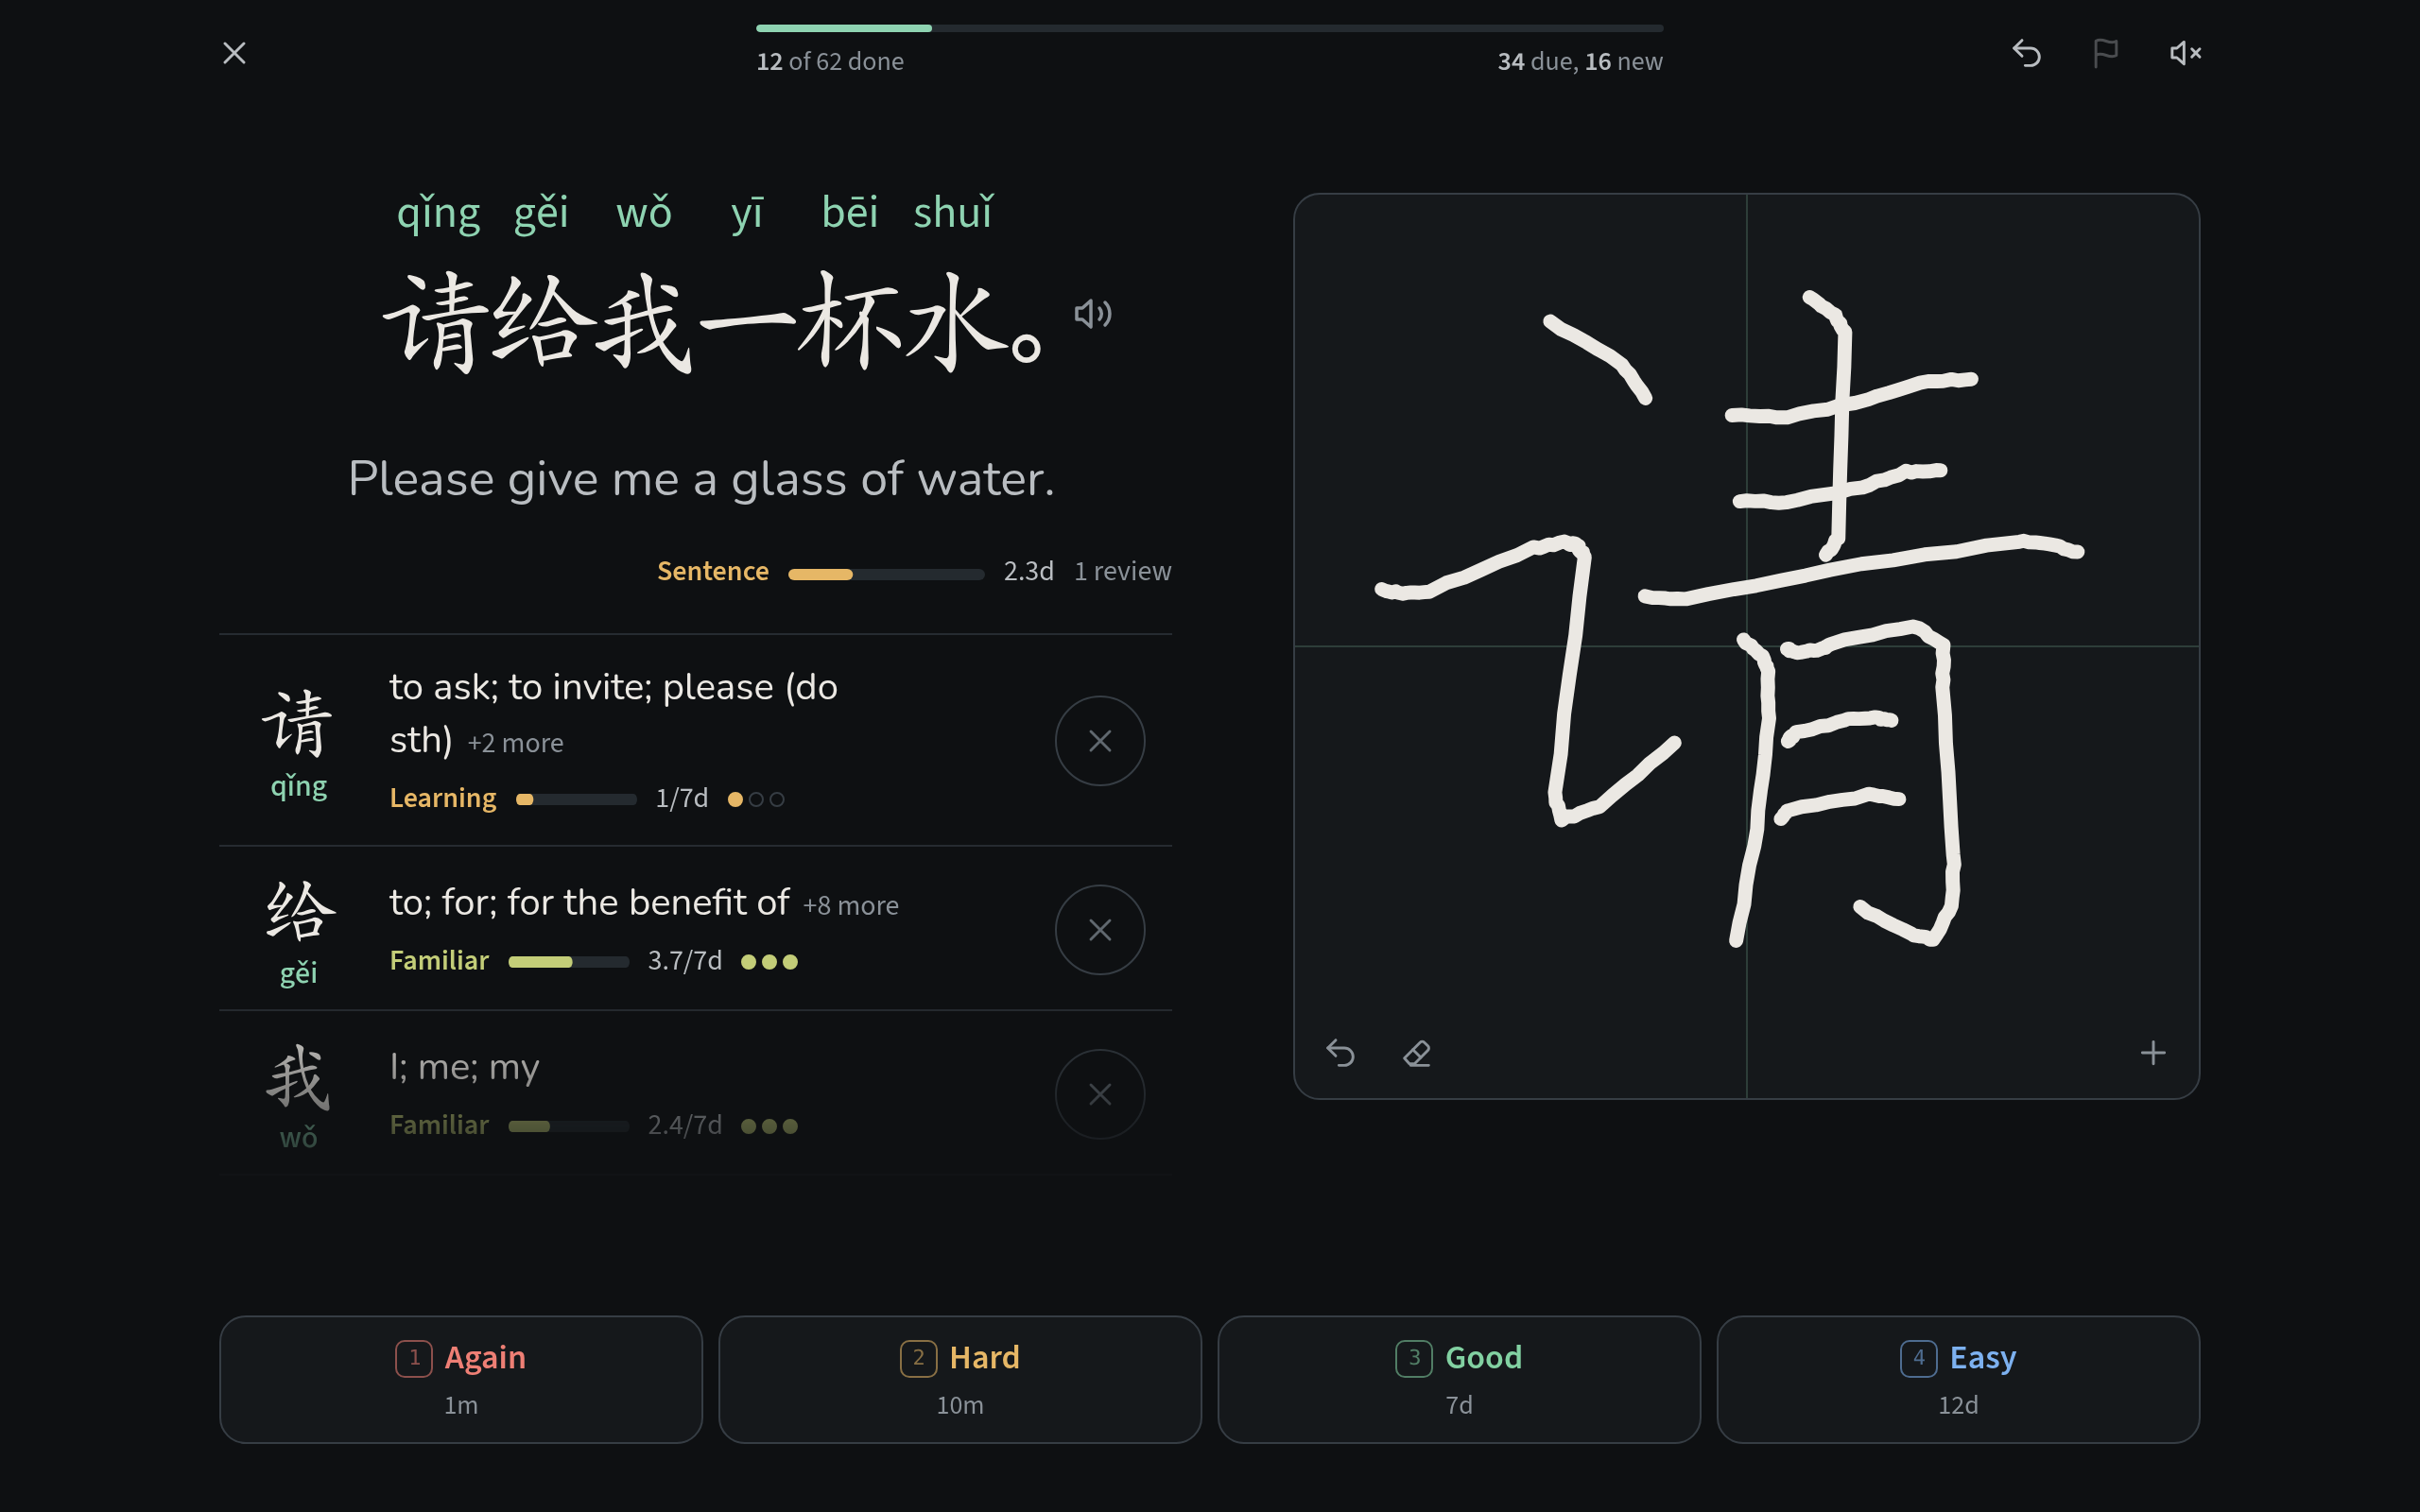 12 of 62 done
34 due, 16 new
qǐng gěi wǒ yī bēi shuǐ
请给我一杯水。
Please give me a glass of water.
Sentence 2.3d 1 review
请
qǐng
to ask; to invite; please (do
sth) +2 more
Learning 1/7d
给
gěi
to; for; for the benefit of +8 more
Familiar 3.7/7d
我
wǒ
I; me; my
Familiar 2.4/7d
请
1 Again
1m
2 Hard
10m
3 Good
7d
4 Easy
12d